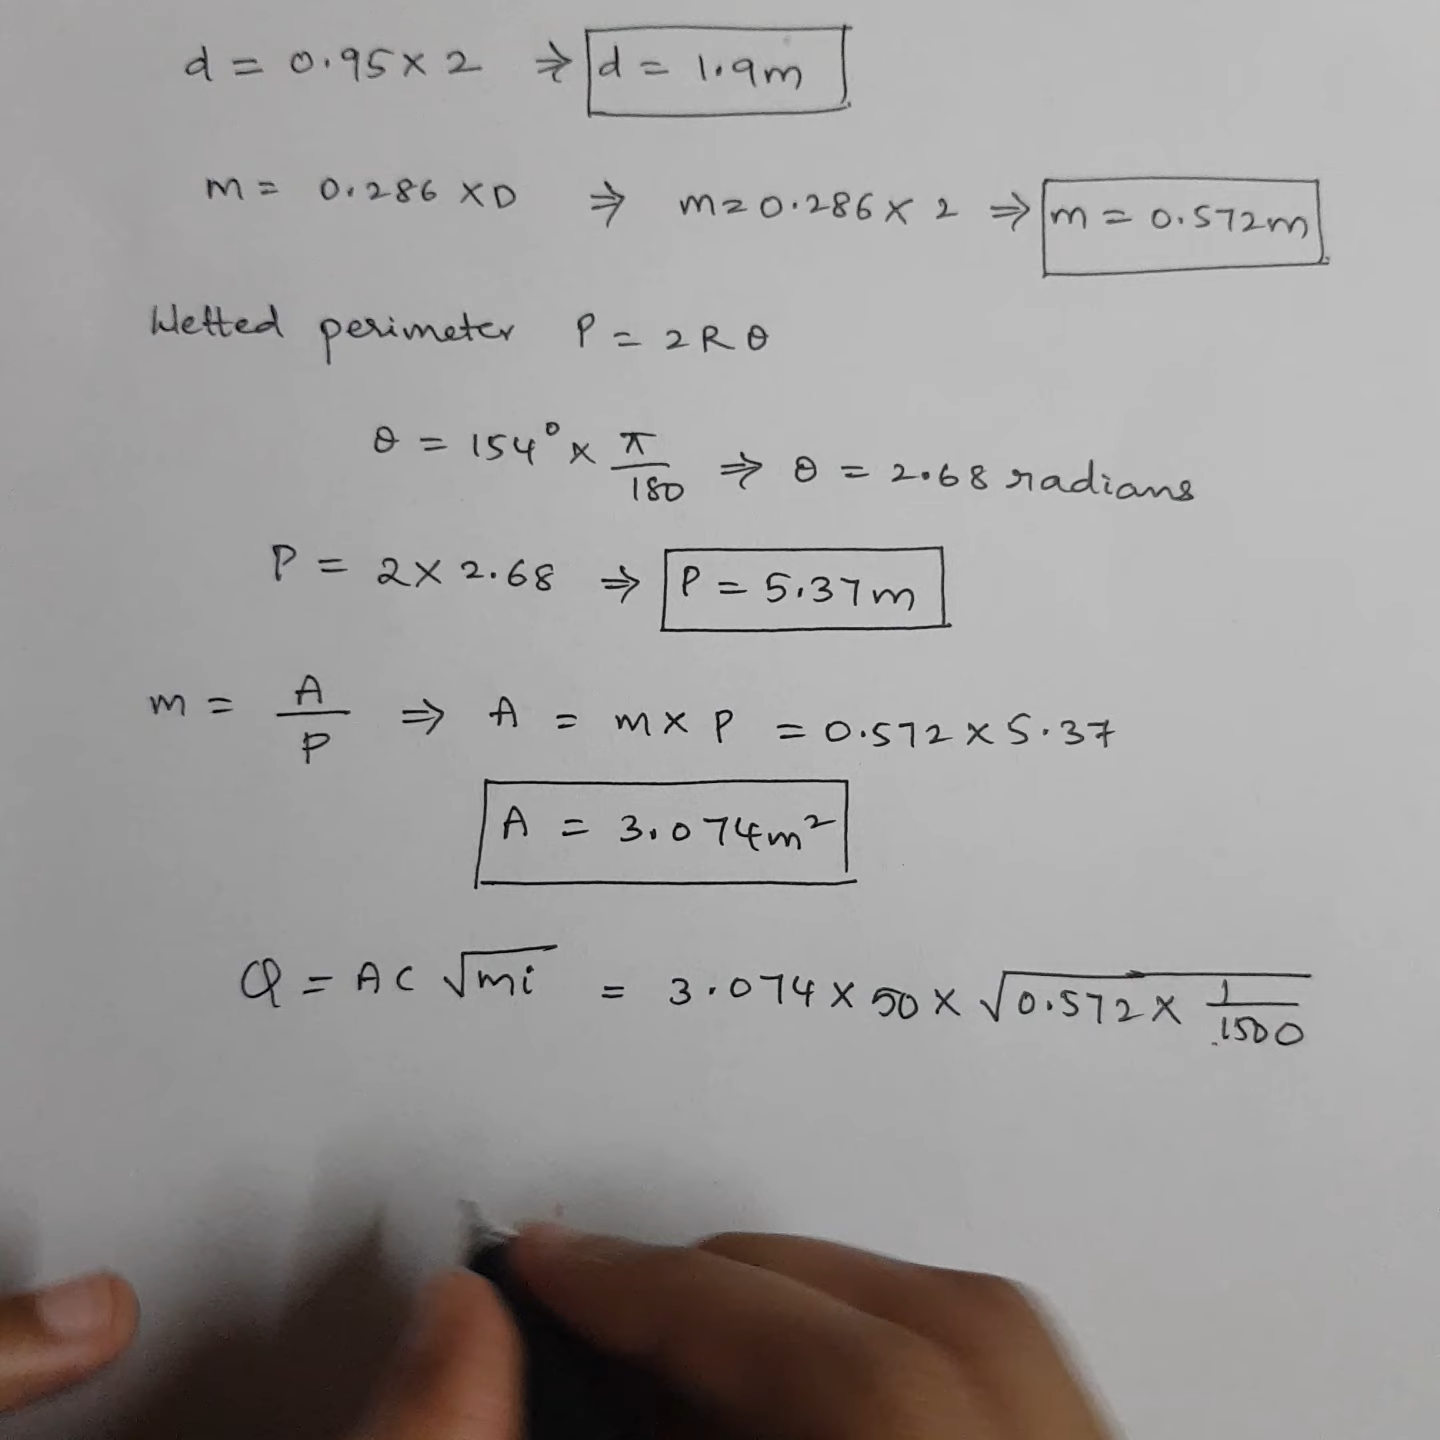 d = 0.95 × 2 ⇒ d = 1.9m
m = 0.286 × D ⇒ m = 0.286 × 2 ⇒ m = 0.572m
Wetted perimeter P = 2Rθ
θ = 154° × π/180 ⇒ θ = 2.68 radians
P = 2 × 2.68 ⇒ P = 5.37m
m = A/P ⇒ A = m × P = 0.572 × 5.37
A = 3.074m²
Q = AC √mi = 3.074 × 50 × √0.572 × 1/1500